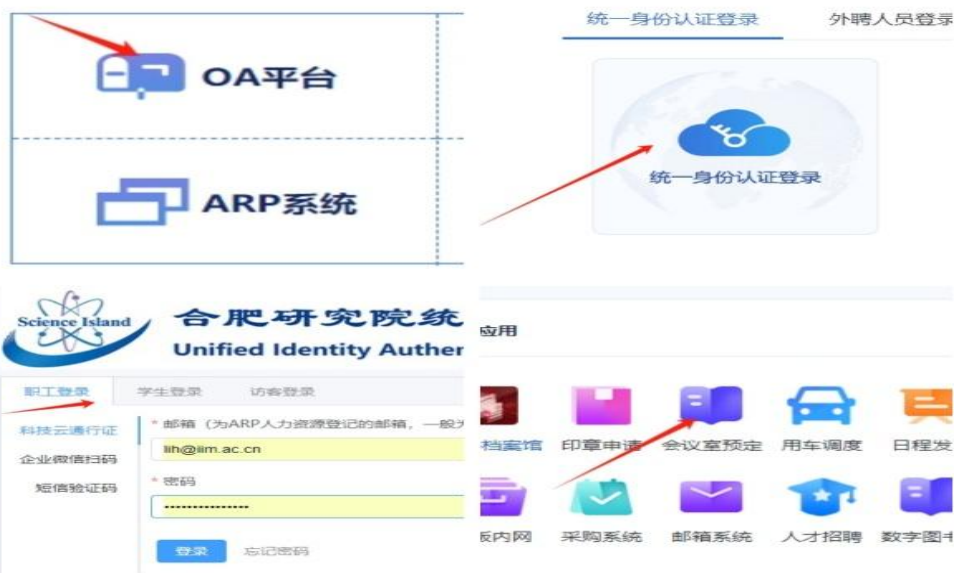 OA平台
ARP系统
统一身份认证登录
外聘人员登录
统一身份认证登录
Science Island
合肥研究院统
Unified Identity Auther
职工登录
学生登录
访客登录
科技云通行证
企业微信扫码
短信验证码
* 邮箱（为ARP人力资源登记的邮箱，一般为
lih@iim.ac.cn
* 密码
•••••••••••••••
登录
忘记密码
应用
档案馆
印章申请
会议室预定
用车调度
日程发
内网
采购系统
邮箱系统
人才招聘
数字图书